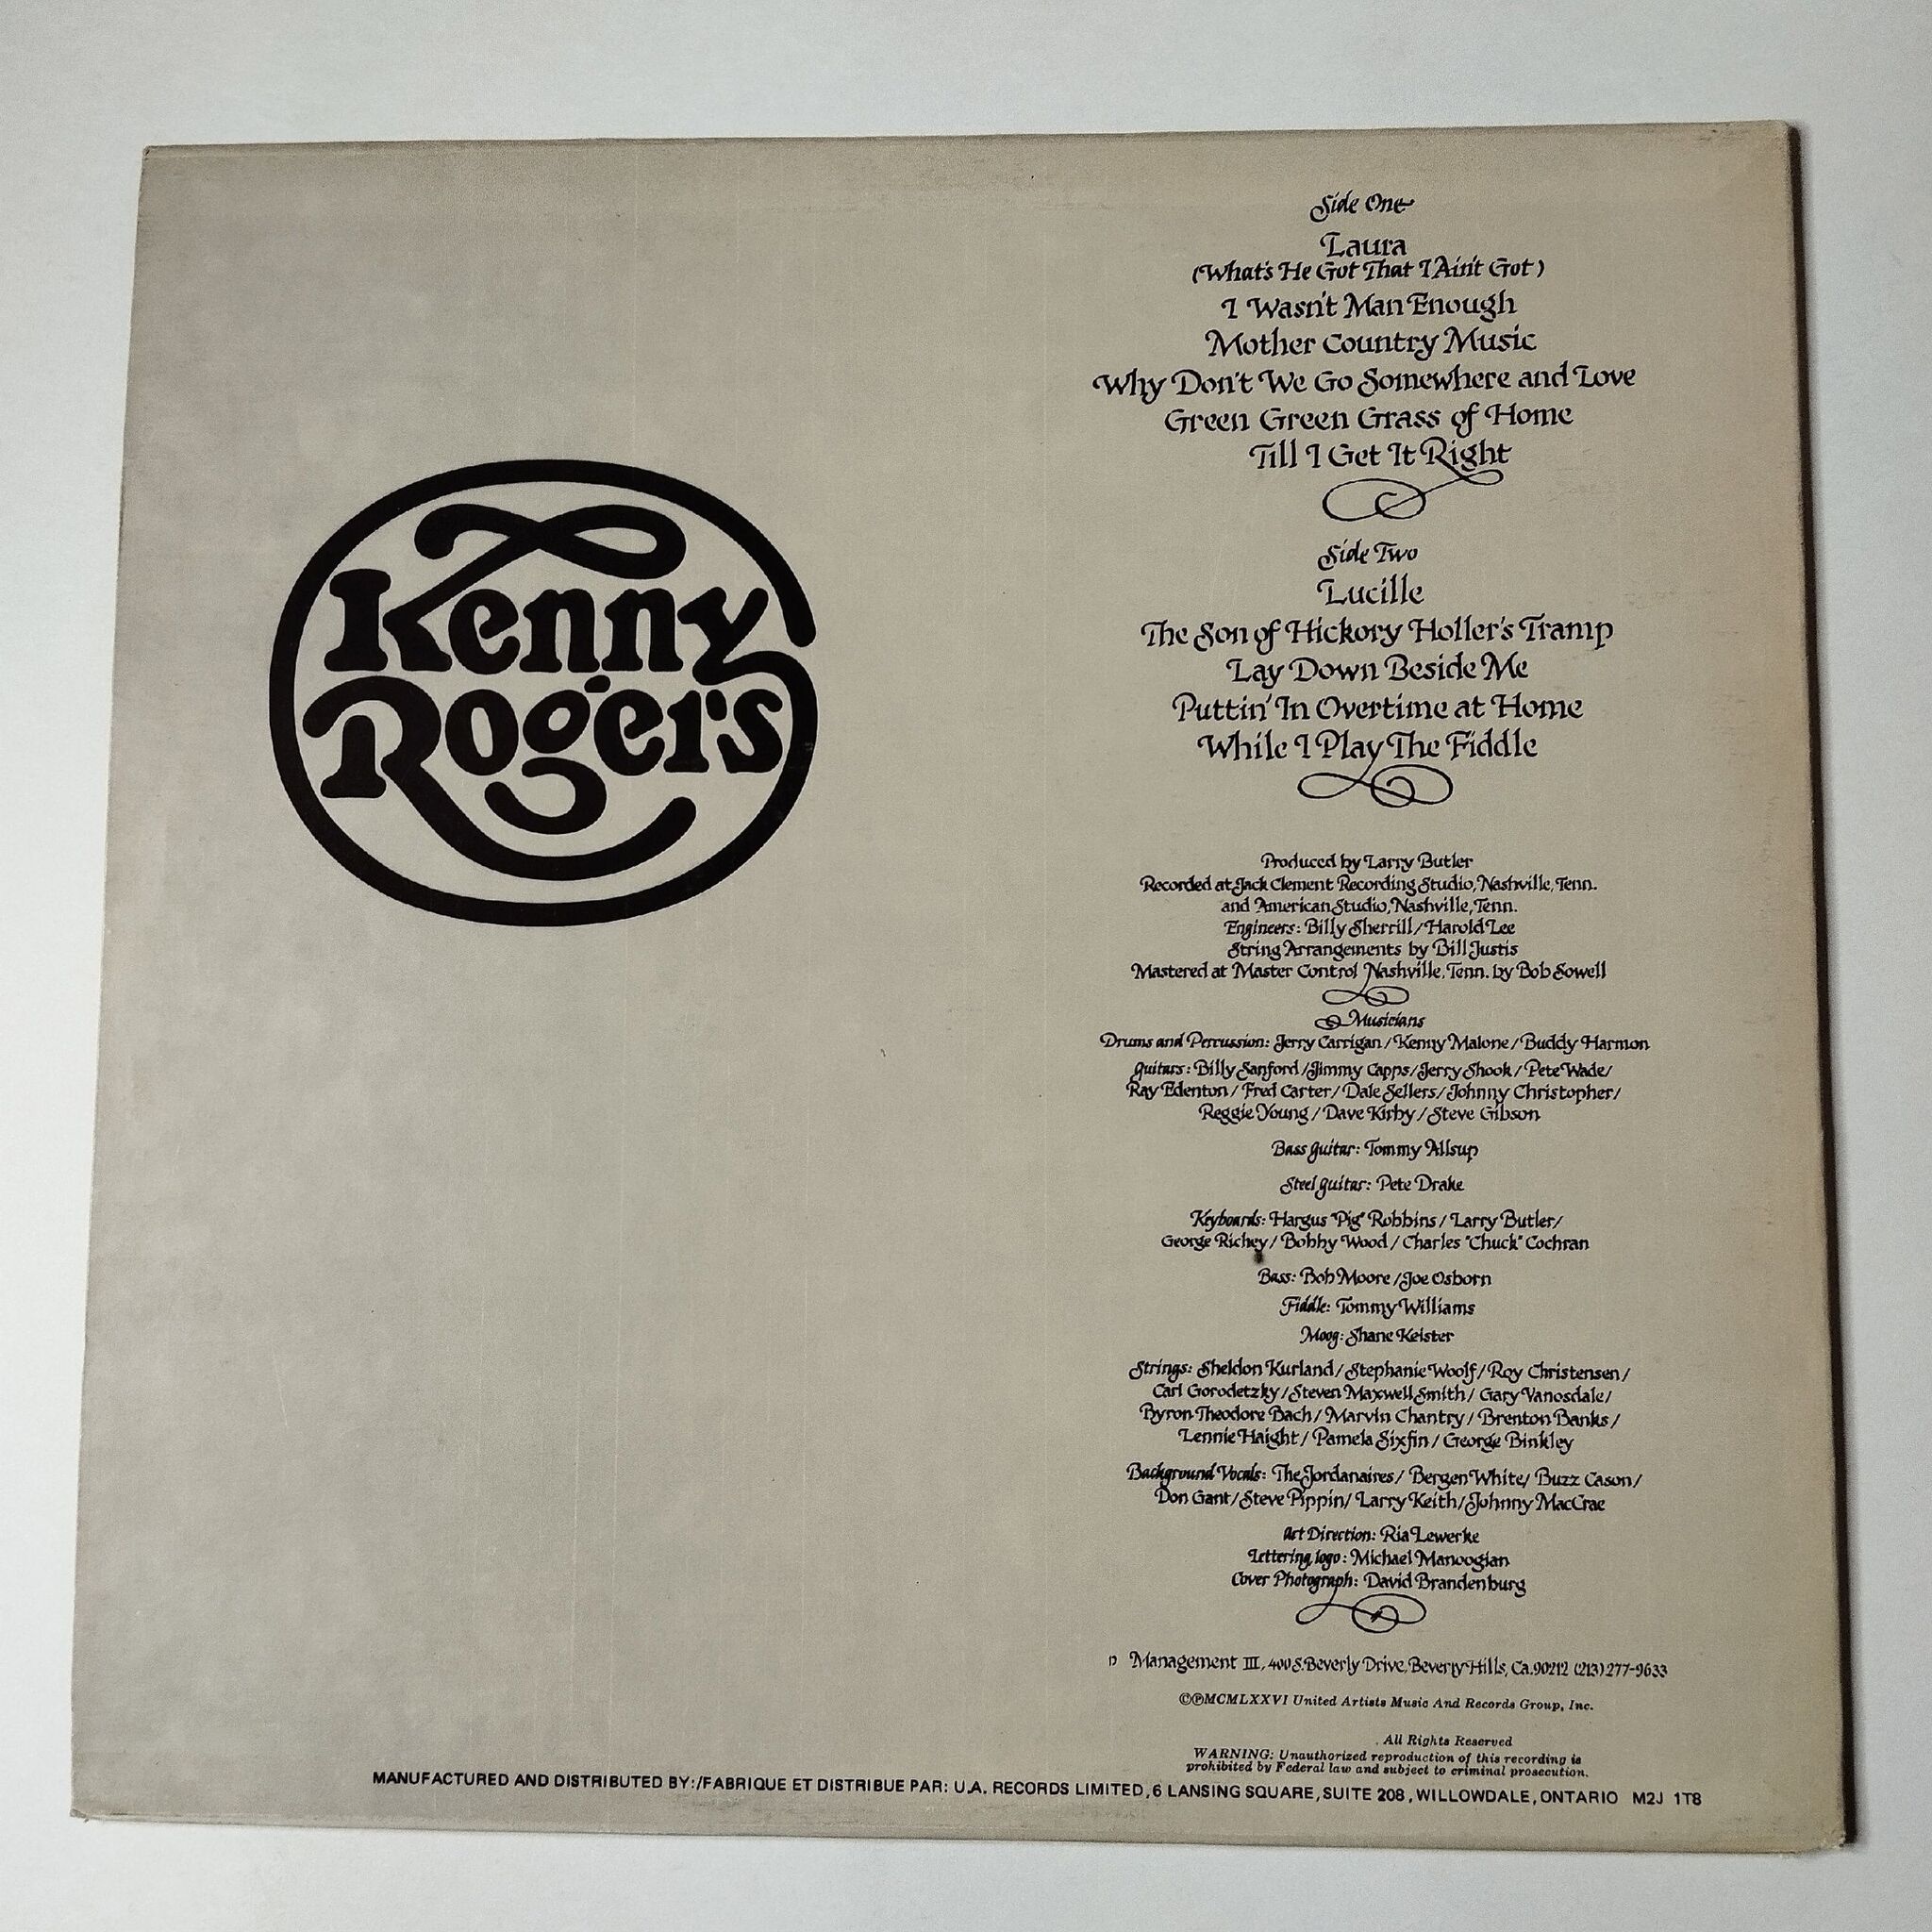 Kenny
Rogers
Side One
Laura
(What's He Got That I Ain't Got)
I Wasn't Man Enough
Mother Country Music
Why Don't We Go Somewhere and Love
Green Green Grass of Home
Till I Get It Right
Side Two
Lucille
The Son of Hickory Holler's Tramp
Lay Down Beside Me
Puttin' In Overtime at Home
While I Play The Fiddle
Produced by Larry Butler
Recorded at Jack Clement Recording Studio, Nashville, Tenn.
and American Studio, Nashville, Tenn.
Engineers: Billy Sherrill/Harold Lee
String Arrangements by Bill Justis
Mastered at Master Control Nashville, Tenn. by Bob Sowell
Musicians
Drums and Percussion: Jerry Carrigan/Kenny Malone/Buddy Harmon
Guitars: Billy Sanford/Jimmy Capps/Jerry Shook/Pete Wade/
Ray Edenton/Fred Carter/Dale Sellers/Johnny Christopher/
Reggie Young/Dave Kirby/Steve Gibson
Bass Guitar: Tommy Allsup
Steel Guitar: Pete Drake
Keyboards: Hargus "Pig" Robbins/Larry Butler/
George Richey/Bobby Wood/Charles "Chuck" Cochran
Bass: Bob Moore/Joe Osborn
Fiddle: Tommy Williams
Moog: Shane Keister
Strings: Sheldon Kurland/Stephanie Woolf/Roy Christensen/
Carl Gorodetzky/Steven Maxwell Smith/Gary Vanosdale/
Byron Theodore Bach/Marvin Chantry/Brenton Banks/
Lennie Haight/Pamela Sixfin/George Binkley
Background Vocals: The Jordanaires/Bergen White/Buzz Cason/
Don Gant/Steve Pippin/Larry Keith/Johnny MacCrae
Art Direction: Ria Lewerke
Lettering, logo: Michael Manoogian
Cover Photograph: David Brandenburg
Management III, 400 S. Beverly Drive, Beverly Hills, Ca. 90212 (213) 277-9633
©℗MCMLXXVI United Artists Music And Records Group, Inc.
All Rights Reserved
WARNING: Unauthorized reproduction of this recording is
prohibited by Federal law and subject to criminal prosecution.
MANUFACTURED AND DISTRIBUTED BY:/FABRIQUE ET DISTRIBUE PAR: U.A. RECORDS LIMITED, 6 LANSING SQUARE, SUITE 208, WILLOWDALE, ONTARIO M2J 1T8